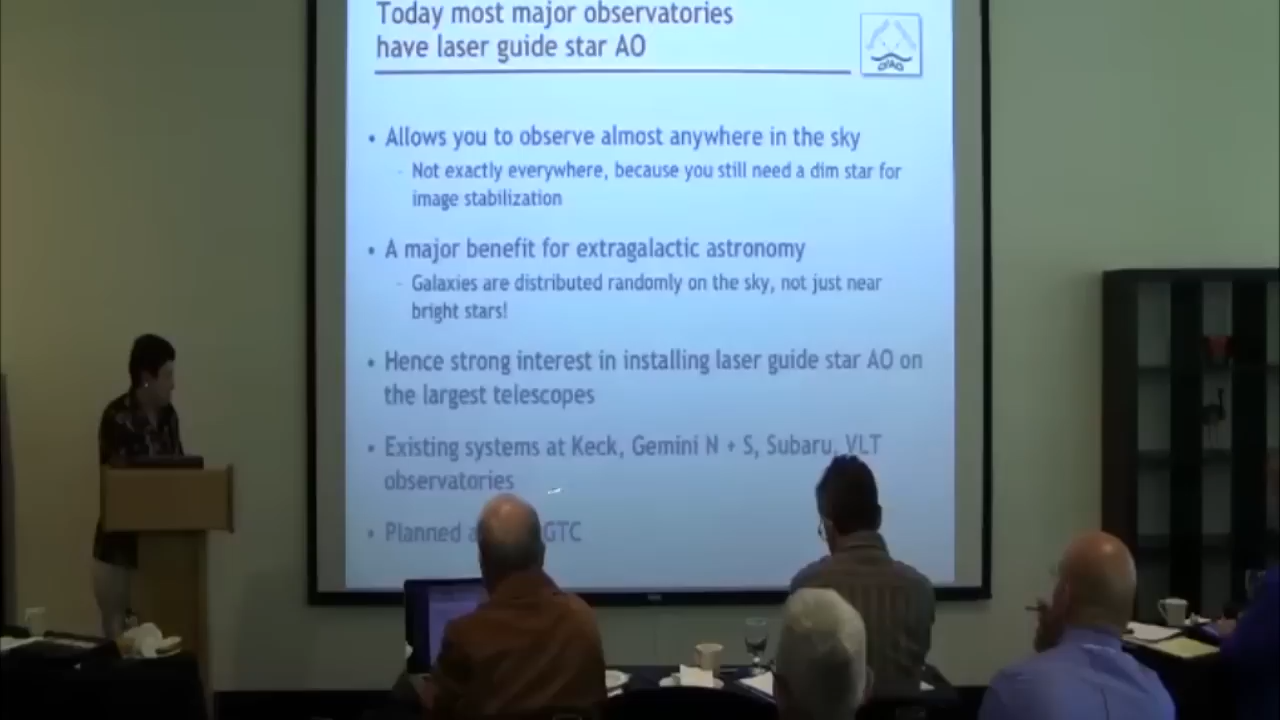 Today most major observatories
have laser guide star AO
CfAO
• Allows you to observe almost anywhere in the sky
- Not exactly everywhere, because you still need a dim star for
image stabilization
• A major benefit for extragalactic astronomy
- Galaxies are distributed randomly on the sky, not just near
bright stars!
• Hence strong interest in installing laser guide star AO on
the largest telescopes
• Existing systems at Keck, Gemini N + S, Subaru, VLT
observatories
• Planned GTC